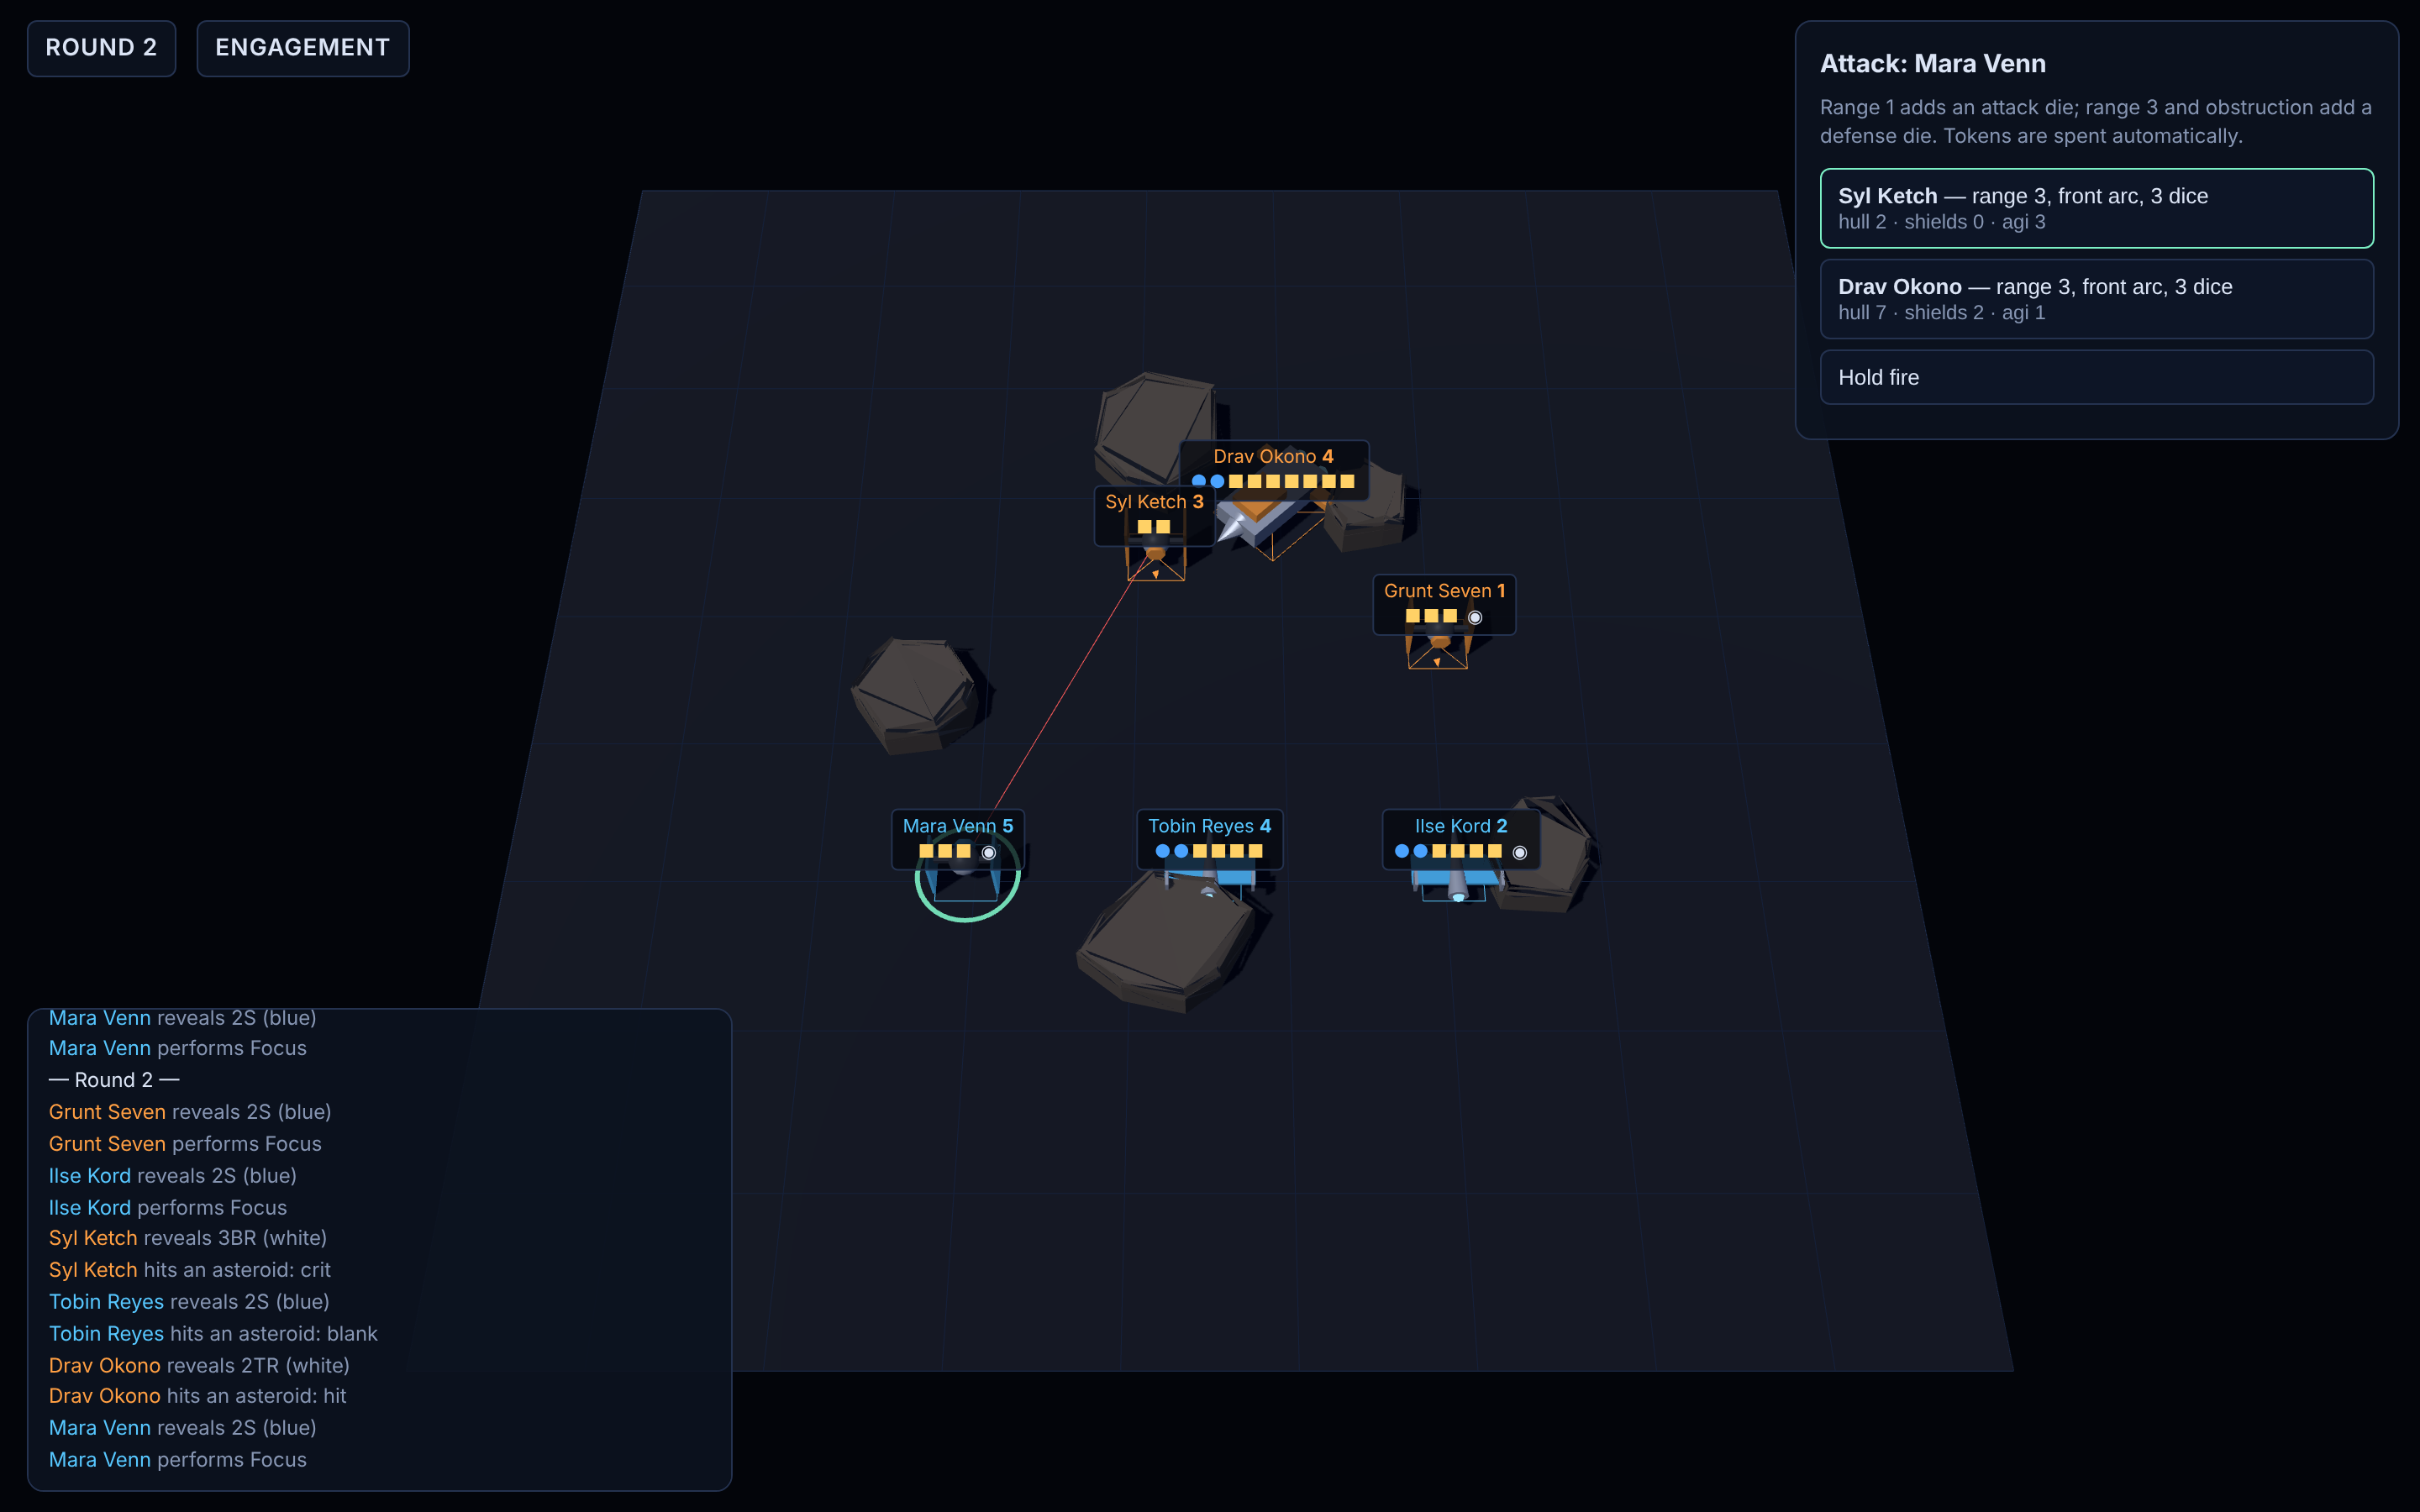 ROUND 2
ENGAGEMENT
Attack: Mara Venn
Range 1 adds an attack die; range 3 and obstruction add a
defense die. Tokens are spent automatically.
Syl Ketch — range 3, front arc, 3 dice
hull 2 · shields 0 · agi 3
Drav Okono — range 3, front arc, 3 dice
hull 7 · shields 2 · agi 1
Hold fire
Drav Okono 4
Syl Ketch 3
Grunt Seven 1
Mara Venn 5
Tobin Reyes 4
Ilse Kord 2
Mara Venn reveals 2S (blue)
Mara Venn performs Focus
— Round 2 —
Grunt Seven reveals 2S (blue)
Grunt Seven performs Focus
Ilse Kord reveals 2S (blue)
Ilse Kord performs Focus
Syl Ketch reveals 3BR (white)
Syl Ketch hits an asteroid: crit
Tobin Reyes reveals 2S (blue)
Tobin Reyes hits an asteroid: blank
Drav Okono reveals 2TR (white)
Drav Okono hits an asteroid: hit
Mara Venn reveals 2S (blue)
Mara Venn performs Focus